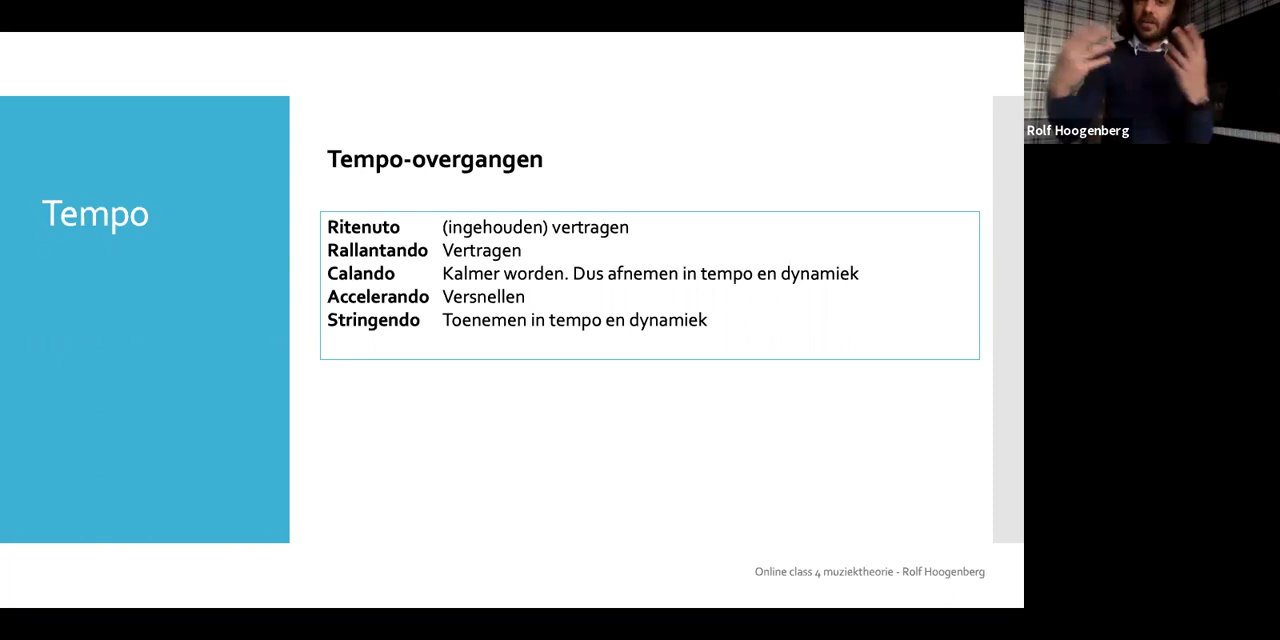 Rolf Hoogenberg
Tempo-overgangen
Tempo
Ritenuto (ingehouden) vertragen
Rallantando Vertragen
Calando Kalmer worden. Dus afnemen in tempo en dynamiek
Accelerando Versnellen
Stringendo Toenemen in tempo en dynamiek
Online class 4 muziektheorie - Rolf Hoogenberg